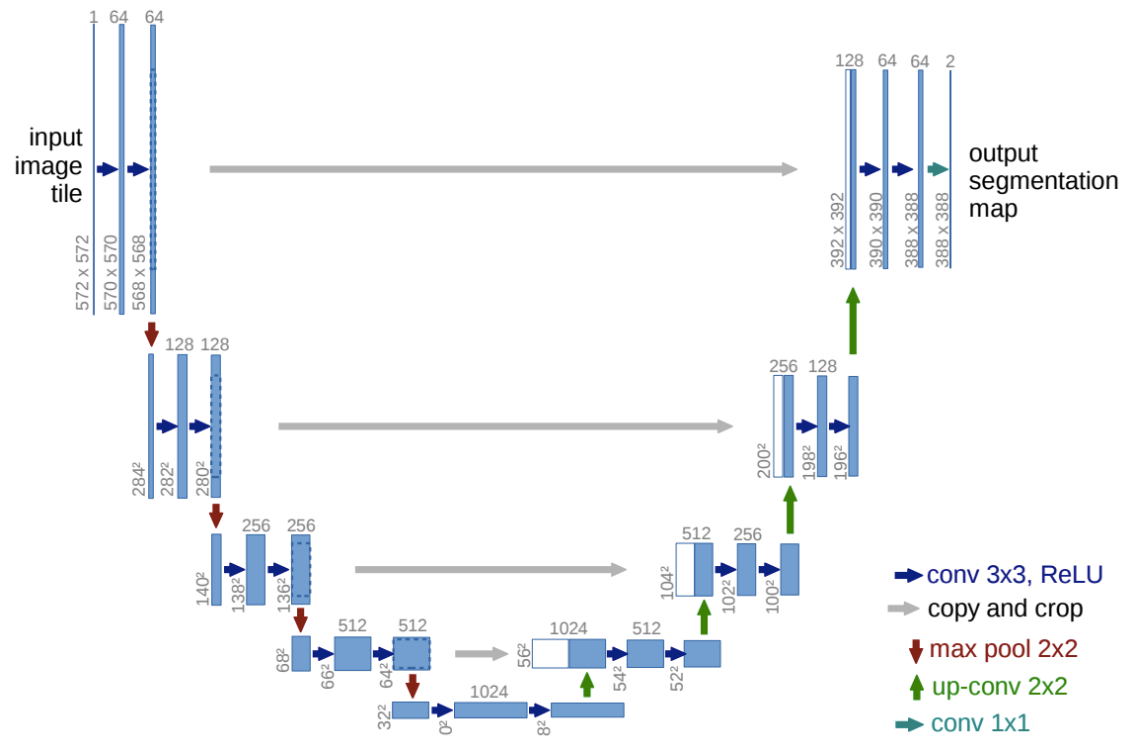 1 64 64
input
image
tile
572 x 572
570 x 570
568 x 568
128 64 64 2
output
segmentation
map
392 x 392
390 x 390
388 x 388
388 x 388
128 128
284²
282²
280²
256 128
200²
198²
196²
256 256
140²
138²
136²
512 256
104²
102²
100²
512 512
68²
66²
64²
1024 512
56²
54²
52²
1024
32²
0²
8²
conv 3x3, ReLU
copy and crop
max pool 2x2
up-conv 2x2
conv 1x1